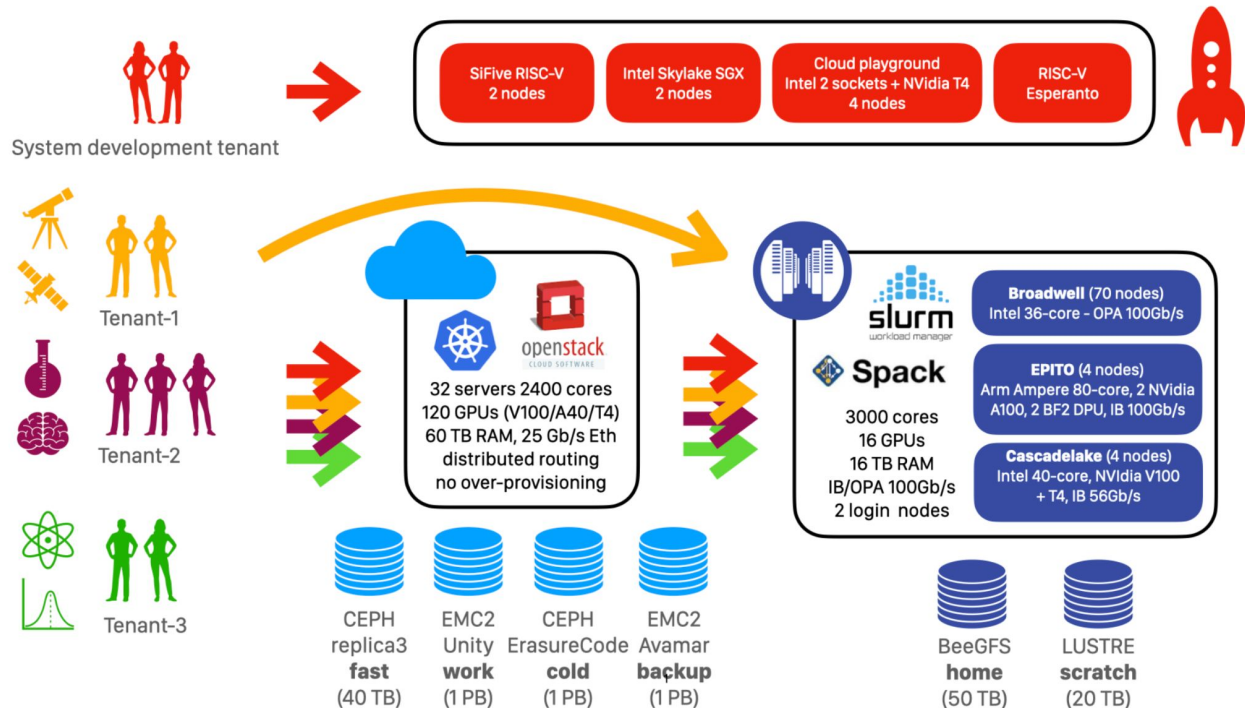 SiFive RISC-V
2 nodes
Intel Skylake SGX
2 nodes
Cloud playground
Intel 2 sockets + NVidia T4
4 nodes
RISC-V
Esperanto
System development tenant
Tenant-1
Tenant-2
Tenant-3
openstack
CLOUD SOFTWARE
32 servers 2400 cores
120 GPUs (V100/A40/T4)
60 TB RAM, 25 Gb/s Eth
distributed routing
no over-provisioning
slurm
workload manager
Spack
3000 cores
16 GPUs
16 TB RAM
IB/OPA 100Gb/s
2 login nodes
Broadwell (70 nodes)
Intel 36-core - OPA 100Gb/s
EPITO (4 nodes)
Arm Ampere 80-core, 2 NVidia
A100, 2 BF2 DPU, IB 100Gb/s
Cascadelake (4 nodes)
Intel 40-core, NVIdia V100
+ T4, IB 56Gb/s
CEPH
replica3
fast
(40 TB)
EMC2
Unity
work
(1 PB)
CEPH
ErasureCode
cold
(1 PB)
EMC2
Avamar
backup
(1 PB)
BeeGFS
home
(50 TB)
LUSTRE
scratch
(20 TB)